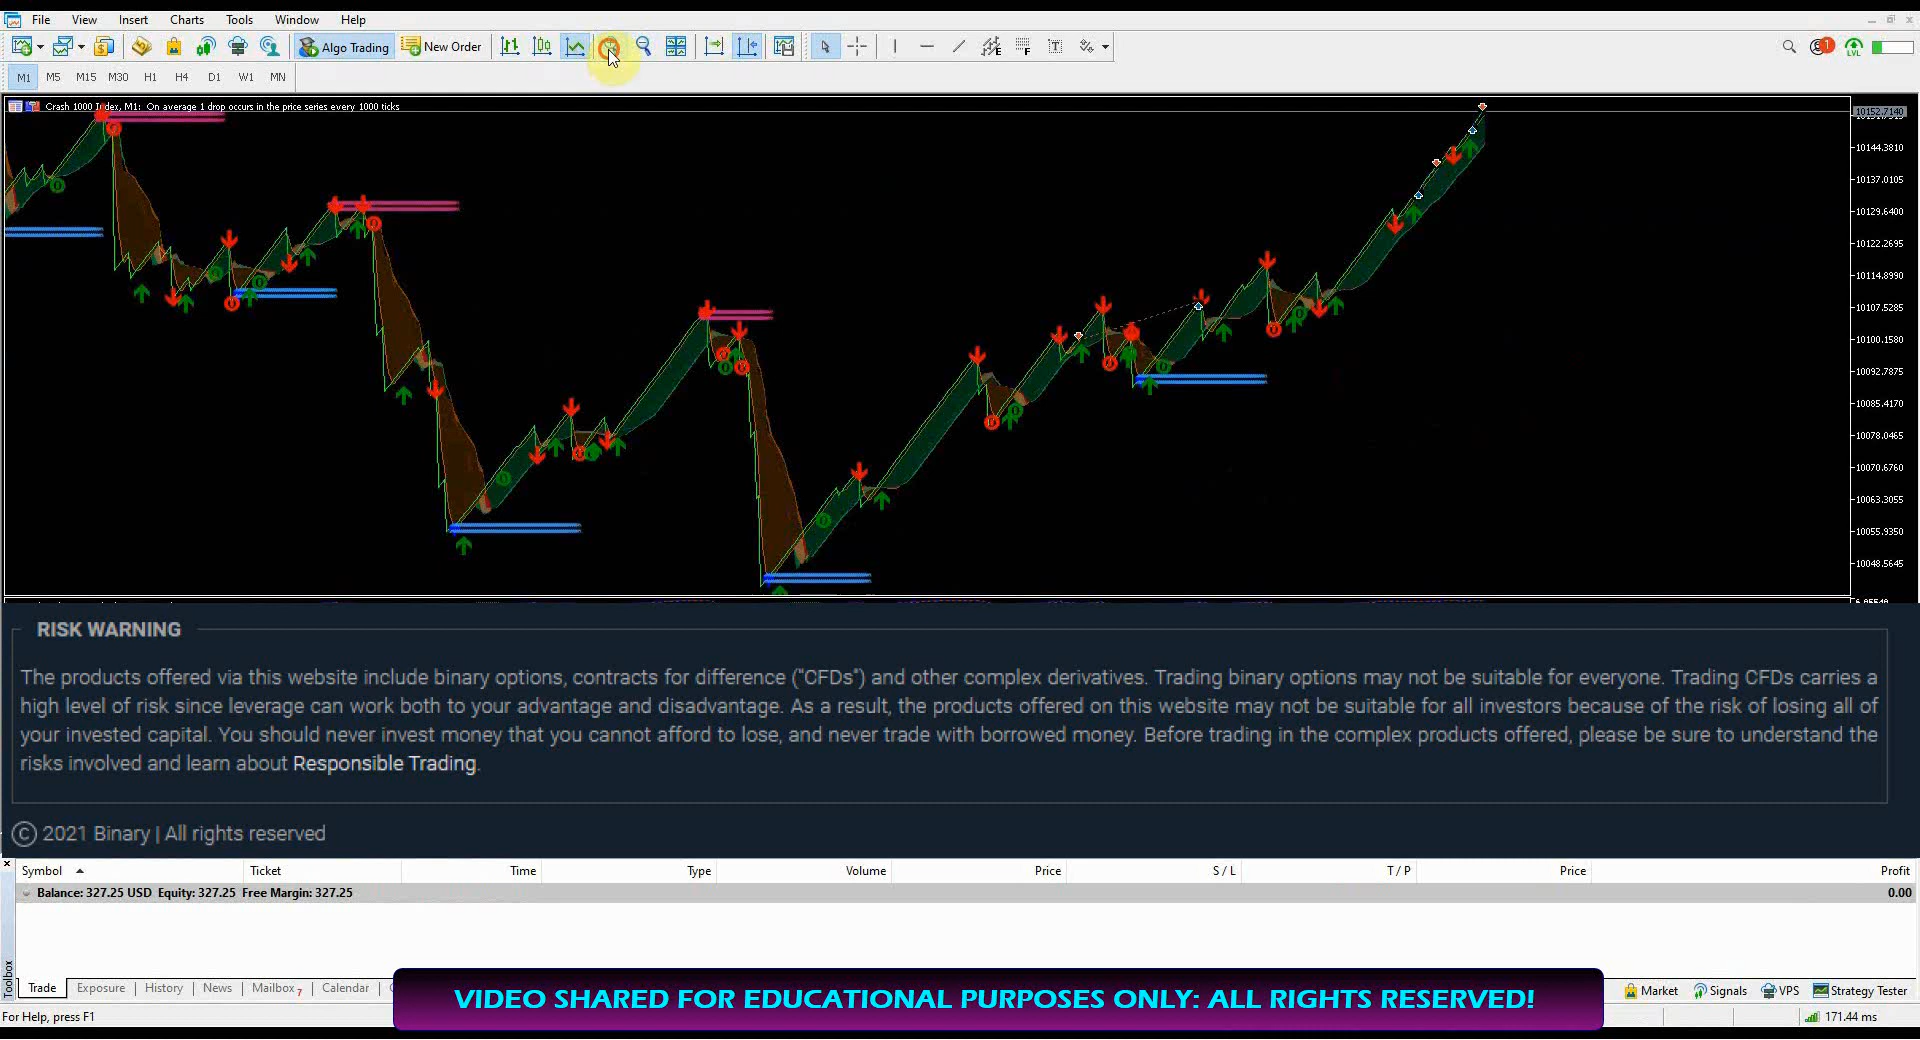 File View Insert Charts Tools Window Help
Algo Trading New Order
M1 M5 M15 M30 H1 H4 D1 W1 MN
Crash 1000 Index, M1: On average 1 drop occurs in the price series every 1000 ticks
10152.7140
10144.3810
10137.0105
10129.6400
10122.2695
10114.8990
10107.5285
10100.1580
10092.7875
10085.4170
10078.0465
10070.6760
10063.3055
10055.9350
10048.5645
RISK WARNING
The products offered via this website include binary options, contracts for difference ("CFDs") and other complex derivatives. Trading binary options may not be suitable for everyone. Trading CFDs carries a
high level of risk since leverage can work both to your advantage and disadvantage. As a result, the products offered on this website may not be suitable for all investors because of the risk of losing all of
your invested capital. You should never invest money that you cannot afford to lose, and never trade with borrowed money. Before trading in the complex products offered, please be sure to understand the
risks involved and learn about Responsible Trading.
© 2021 Binary | All rights reserved
Symbol Ticket Time Type Volume Price S / L T / P Price Profit
Balance: 327.25 USD Equity: 327.25 Free Margin: 327.25 0.00
Toolbox
Trade Exposure History News Mailbox 7 Calendar
Market Signals VPS Strategy Tester
VIDEO SHARED FOR EDUCATIONAL PURPOSES ONLY: ALL RIGHTS RESERVED!
For Help, press F1
171.44 ms